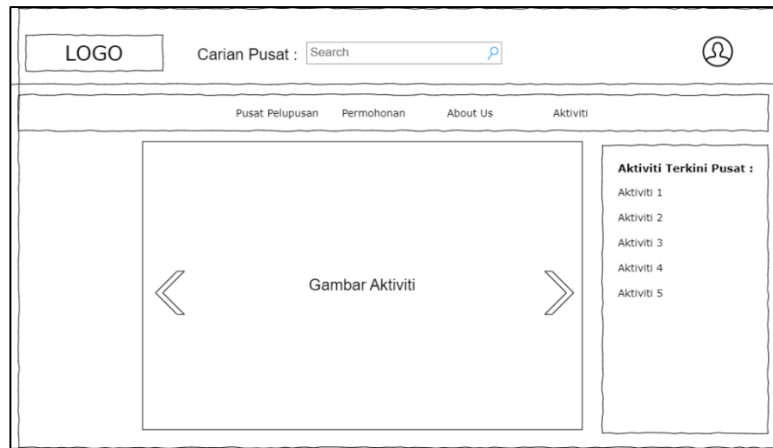 LOGO
Carian Pusat :
Search
Pusat Pelupusan
Permohonan
About Us
Aktiviti
Gambar Aktiviti
Aktiviti Terkini Pusat :
Aktiviti 1
Aktiviti 2
Aktiviti 3
Aktiviti 4
Aktiviti 5